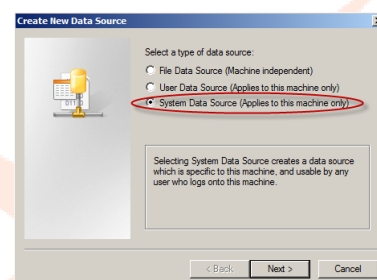 Create New Data Source
Select a type of data source:
File Data Source (Machine independent)
User Data Source (Applies to this machine only)
System Data Source (Applies to this machine only)
Selecting System Data Source creates a data source
which is specific to this machine, and usable by any
user who logs onto this machine.
< Back
Next >
Cancel